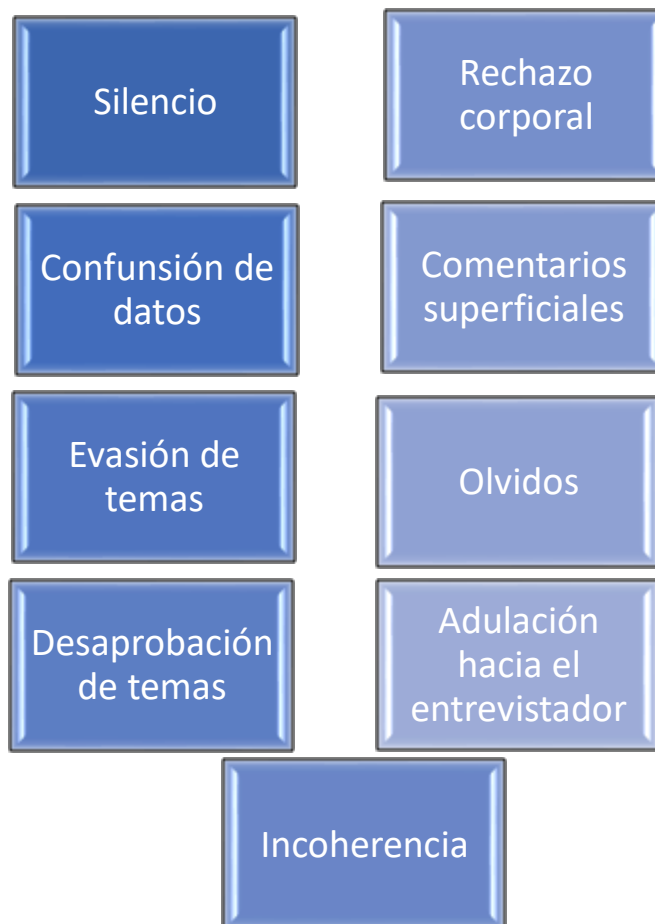 Silencio
Rechazo
corporal
Confunsión de
datos
Comentarios
superficiales
Evasión de
temas
Olvidos
Desaprobación
de temas
Adulación
hacia el
entrevistador
Incoherencia